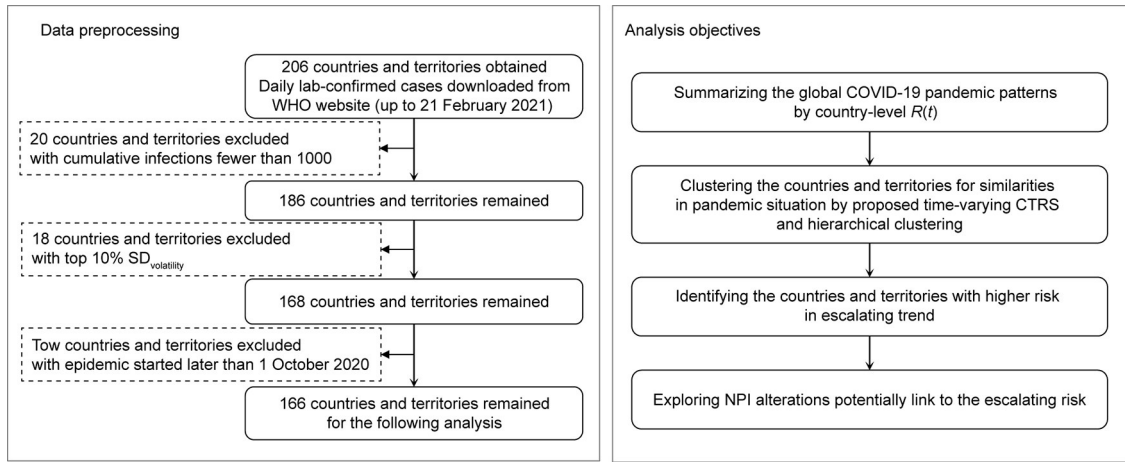 Data preprocessing
206 countries and territories obtained
Daily lab-confirmed cases downloaded from
WHO website (up to 21 February 2021)
20 countries and territories excluded
with cumulative infections fewer than 1000
186 countries and territories remained
18 countries and territories excluded
with top 10% SDvolatility
168 countries and territories remained
Tow countries and territories excluded
with epidemic started later than 1 October 2020
166 countries and territories remained
for the following analysis
Analysis objectives
Summarizing the global COVID-19 pandemic patterns
by country-level R(t)
Clustering the countries and territories for similarities
in pandemic situation by proposed time-varying CTRS
and hierarchical clustering
Identifying the countries and territories with higher risk
in escalating trend
Exploring NPI alterations potentially link to the escalating risk